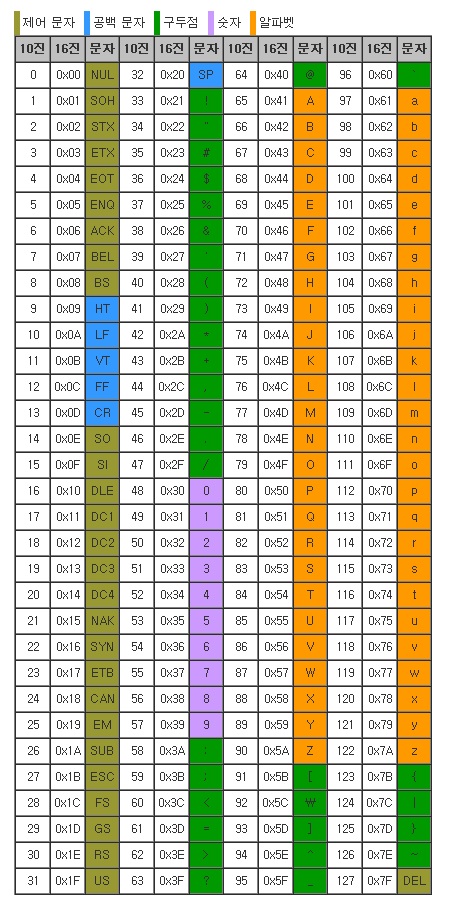 제어 문자 공백 문자 구두점 숫자 알파벳
10진 16진 문자 10진 16진 문자 10진 16진 문자 10진 16진 문자
0 0x00 NUL 32 0x20 SP 64 0x40 @ 96 0x60 `
1 0x01 SOH 33 0x21 ! 65 0x41 A 97 0x61 a
2 0x02 STX 34 0x22 " 66 0x42 B 98 0x62 b
3 0x03 ETX 35 0x23 # 67 0x43 C 99 0x63 c
4 0x04 EOT 36 0x24 $ 68 0x44 D 100 0x64 d
5 0x05 ENQ 37 0x25 % 69 0x45 E 101 0x65 e
6 0x06 ACK 38 0x26 & 70 0x46 F 102 0x66 f
7 0x07 BEL 39 0x27 ' 71 0x47 G 103 0x67 g
8 0x08 BS 40 0x28 ( 72 0x48 H 104 0x68 h
9 0x09 HT 41 0x29 ) 73 0x49 I 105 0x69 i
10 0x0A LF 42 0x2A * 74 0x4A J 106 0x6A j
11 0x0B VT 43 0x2B + 75 0x4B K 107 0x6B k
12 0x0C FF 44 0x2C , 76 0x4C L 108 0x6C l
13 0x0D CR 45 0x2D - 77 0x4D M 109 0x6D m
14 0x0E SO 46 0x2E . 78 0x4E N 110 0x6E n
15 0x0F SI 47 0x2F / 79 0x4F O 111 0x6F o
16 0x10 DLE 48 0x30 0 80 0x50 P 112 0x70 p
17 0x11 DC1 49 0x31 1 81 0x51 Q 113 0x71 q
18 0x12 DC2 50 0x32 2 82 0x52 R 114 0x72 r
19 0x13 DC3 51 0x33 3 83 0x53 S 115 0x73 s
20 0x14 DC4 52 0x34 4 84 0x54 T 116 0x74 t
21 0x15 NAK 53 0x35 5 85 0x55 U 117 0x75 u
22 0x16 SYN 54 0x36 6 86 0x56 V 118 0x76 v
23 0x17 ETB 55 0x37 7 87 0x57 W 119 0x77 w
24 0x18 CAN 56 0x38 8 88 0x58 X 120 0x78 x
25 0x19 EM 57 0x39 9 89 0x59 Y 121 0x79 y
26 0x1A SUB 58 0x3A : 90 0x5A Z 122 0x7A z
27 0x1B ESC 59 0x3B ; 91 0x5B [ 123 0x7B {
28 0x1C FS 60 0x3C < 92 0x5C ₩ 124 0x7C |
29 0x1D GS 61 0x3D = 93 0x5D ] 125 0x7D }
30 0x1E RS 62 0x3E > 94 0x5E ^ 126 0x7E ~
31 0x1F US 63 0x3F ? 95 0x5F _ 127 0x7F DEL